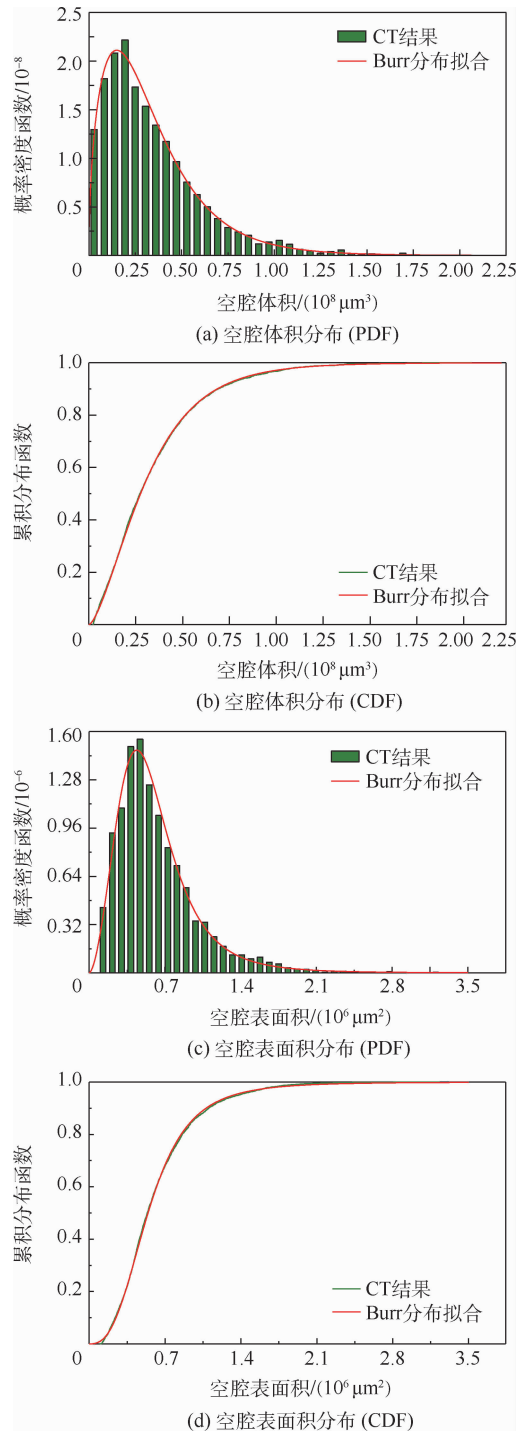 CT结果
Burr分布拟合
概率密度函数/10⁻⁸
2.5
2.0
1.5
1.0
0.5
0
0.25 0.50 0.75 1.00 1.25 1.50 1.75 2.00 2.25
空腔体积/(10⁸ μm³)
(a) 空腔体积分布 (PDF)
累积分布函数
1.0
0.8
0.6
0.4
0.2
CT结果
Burr分布拟合
0
0.25 0.50 0.75 1.00 1.25 1.50 1.75 2.00 2.25
空腔体积/(10⁸ μm³)
(b) 空腔体积分布 (CDF)
概率密度函数/10⁻⁶
1.60
1.28
0.96
0.64
0.32
CT结果
Burr分布拟合
0
0.7 1.4 2.1 2.8 3.5
空腔表面积/(10⁶ μm²)
(c) 空腔表面积分布 (PDF)
累积分布函数
1.0
0.8
0.6
0.4
0.2
CT结果
Burr分布拟合
0
0.7 1.4 2.1 2.8 3.5
空腔表面积/(10⁶ μm²)
(d) 空腔表面积分布 (CDF)